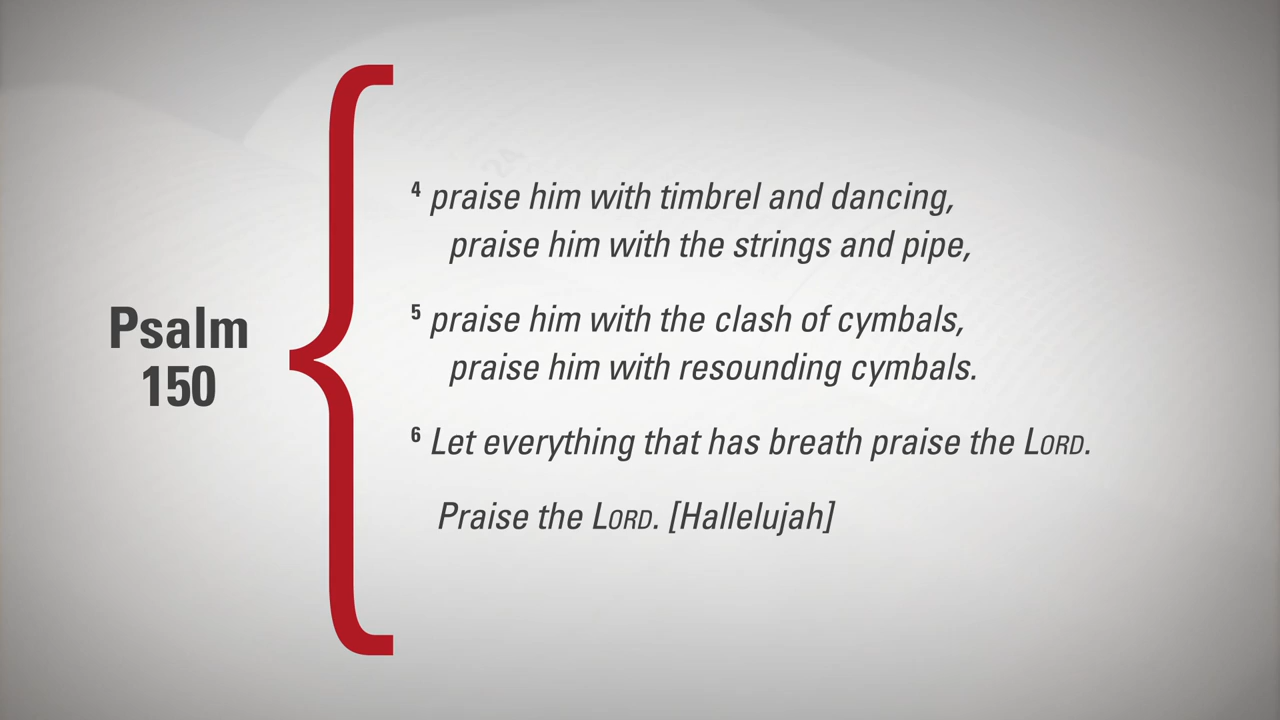 Psalm
150
4 praise him with timbrel and dancing,
praise him with the strings and pipe,
5 praise him with the clash of cymbals,
praise him with resounding cymbals.
6 Let everything that has breath praise the LORD.
Praise the LORD. [Hallelujah]